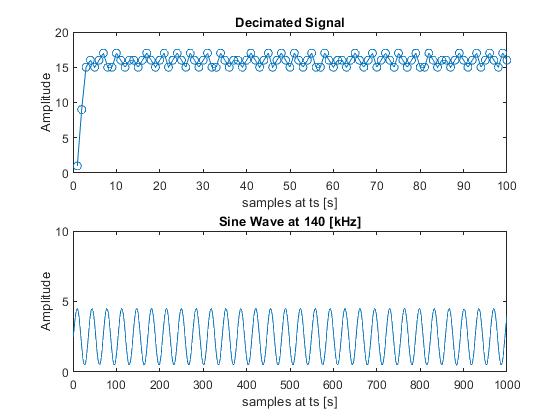 Decimated Signal
20
15
10
5
0
Amplitude
0 10 20 30 40 50 60 70 80 90 100
samples at ts [s]
Sine Wave at 140 [kHz]
10
5
0
Amplitude
0 100 200 300 400 500 600 700 800 900 1000
samples at ts [s]